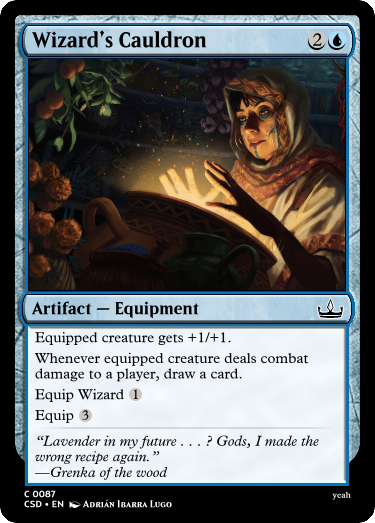 Wizard's Cauldron 2
Artifact — Equipment
Equipped creature gets +1/+1.
Whenever equipped creature deals combat
damage to a player, draw a card.
Equip Wizard 1
Equip 3
“Lavender in my future . . . ? Gods, I made the
wrong recipe again.”
—Grenka of the wood
C 0087
CSD • EN Adrián Ibarra Lugo
yeah